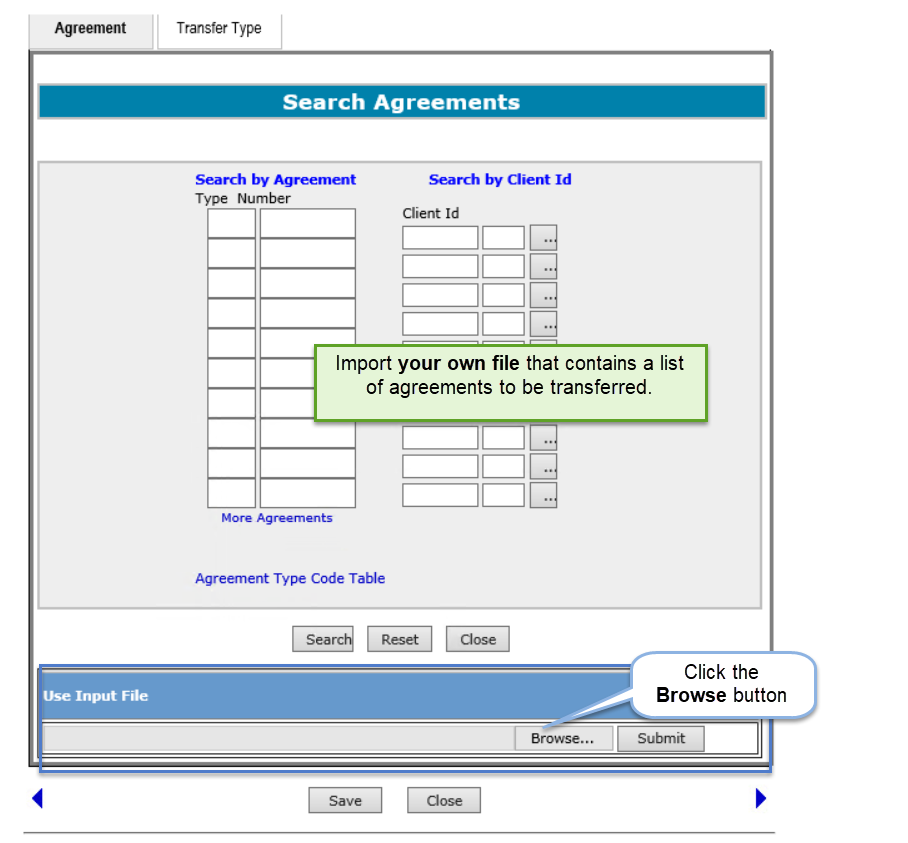 Agreement
Transfer Type
Search Agreements
Search by Agreement
Search by Client Id
Type Number
Client Id
...
...
...
...
Import your own file that contains a list
of agreements to be transferred.
...
...
...
More Agreements
Agreement Type Code Table
Search
Reset
Close
Click the
Browse button
Use Input File
Browse...
Submit
Save
Close